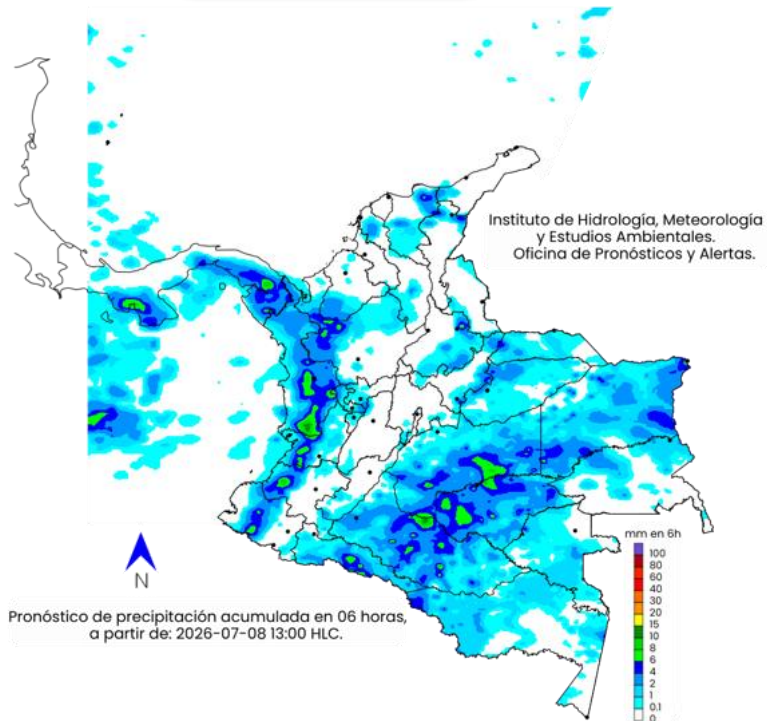 Instituto de Hidrología, Meteorología
y Estudios Ambientales.
Oficina de Pronósticos y Alertas.
N
Pronóstico de precipitación acumulada en 06 horas,
a partir de: 2026-07-08 13:00 HLC.
mm en 6h
100
80
60
40
30
20
15
10
8
6
4
2
1
0.1
0